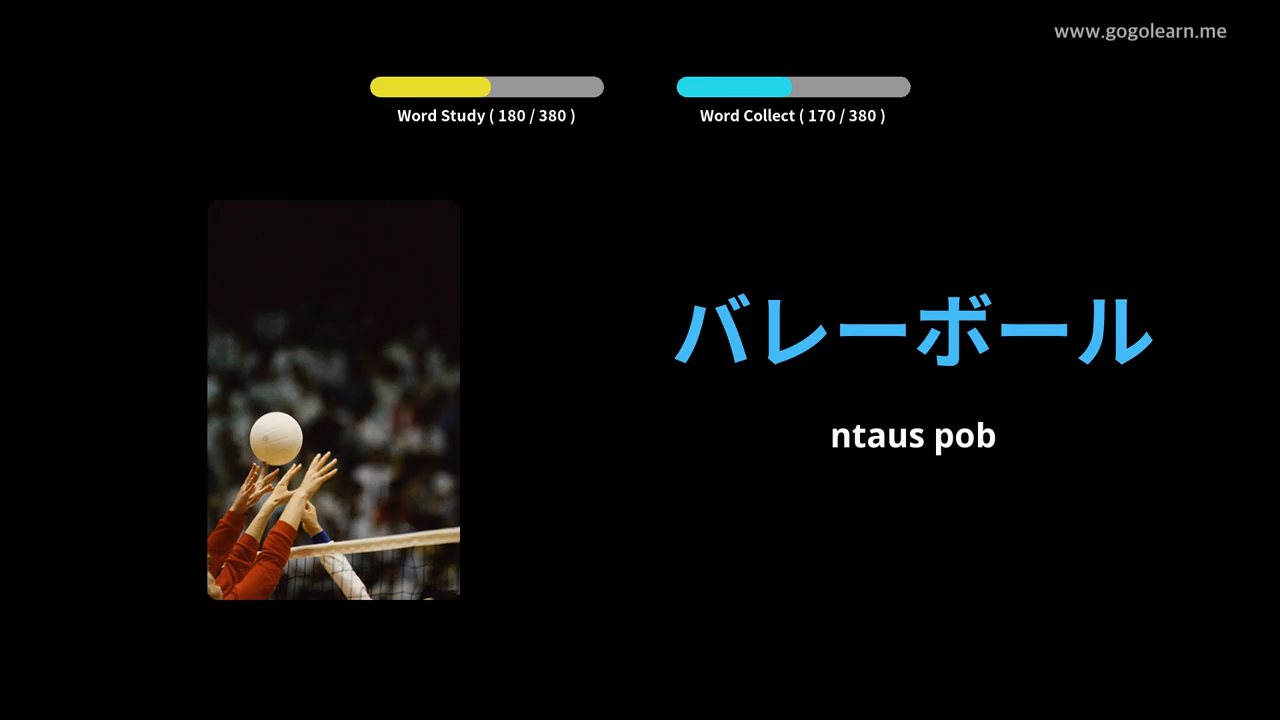 www.gogolearn.me
Word Study ( 180 / 380 )
Word Collect ( 170 / 380 )
バレーボール
ntaus pob